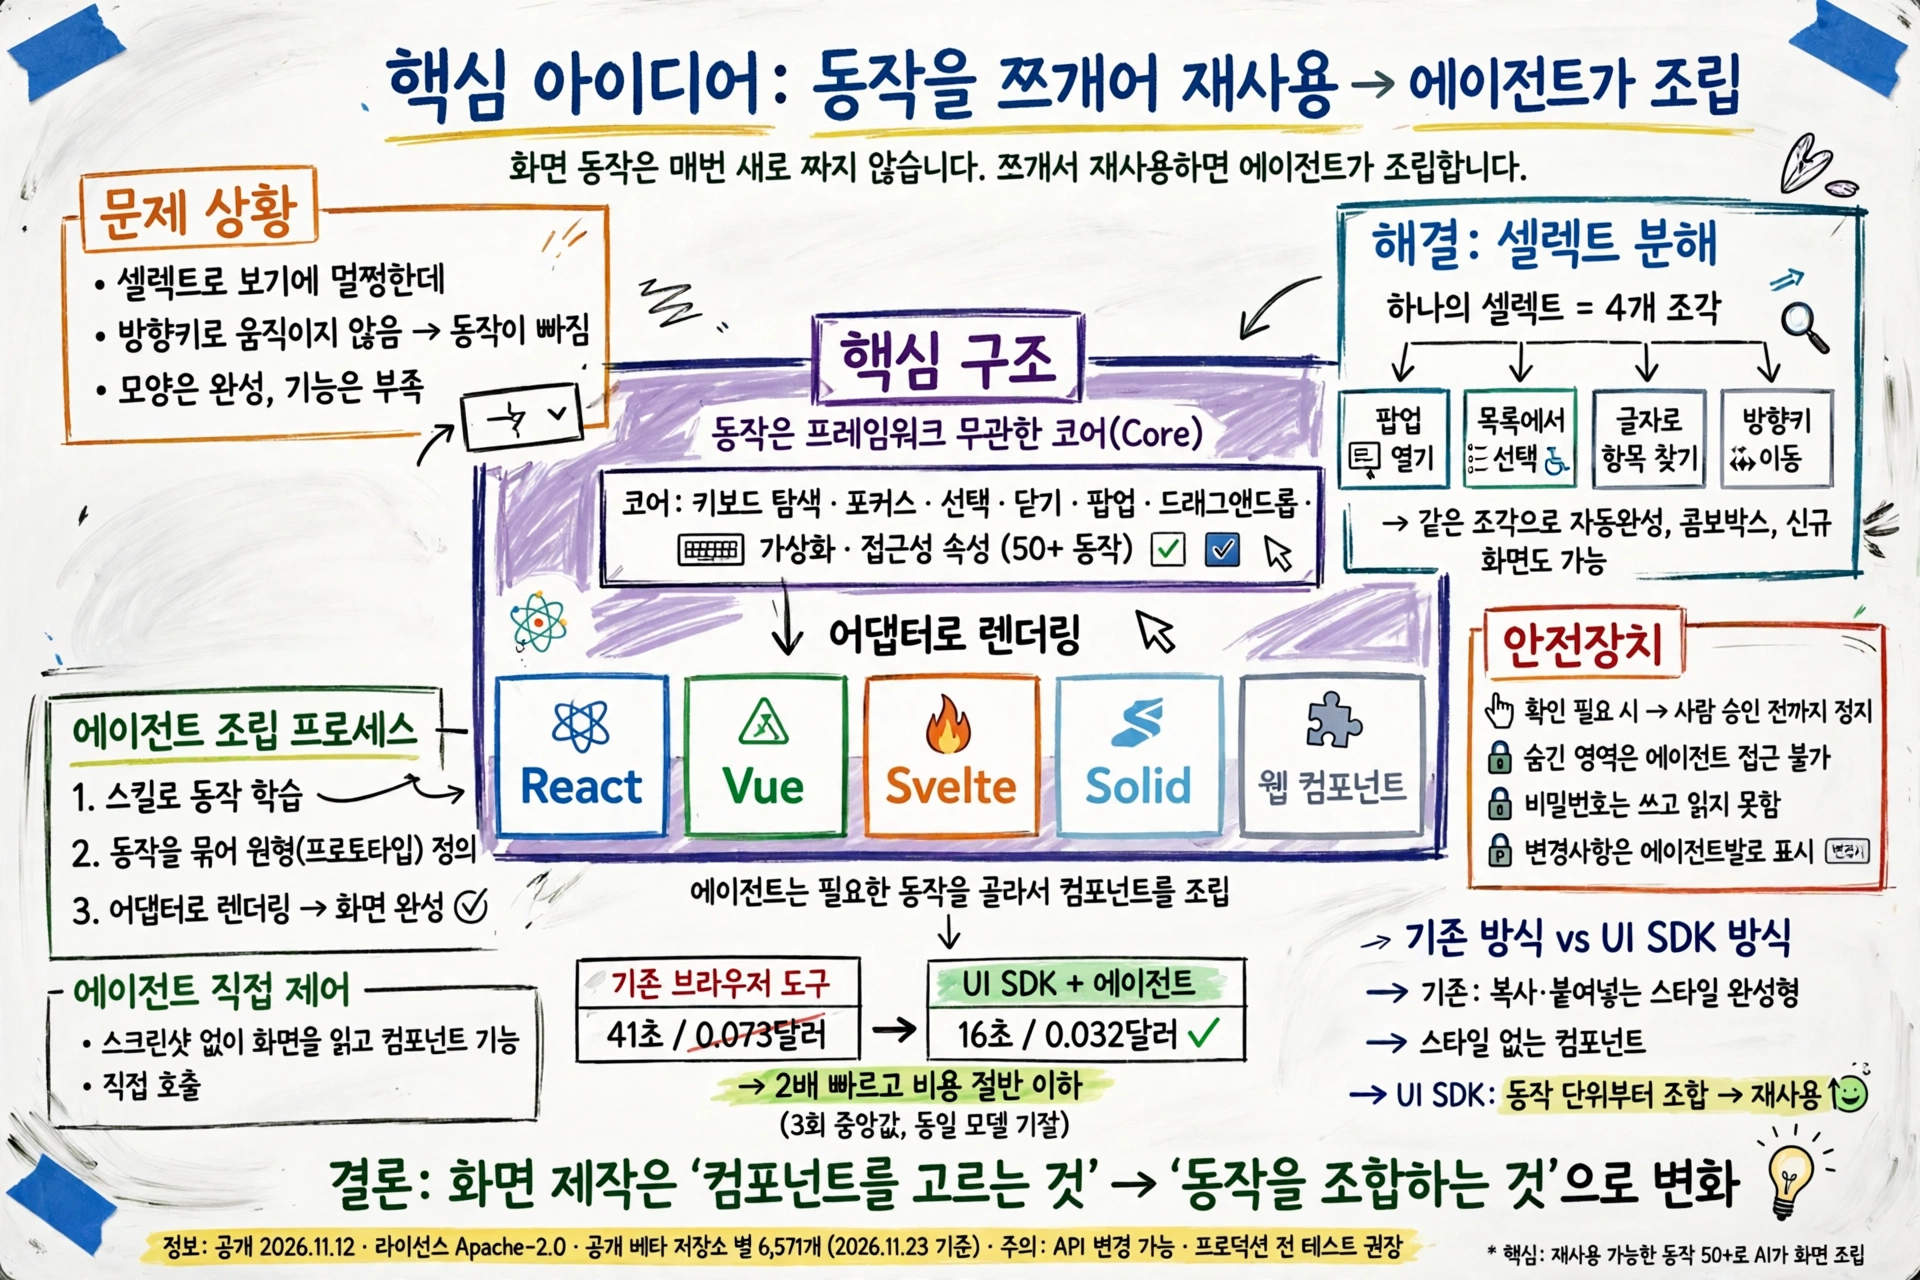 핵심 아이디어: 동작을 쪼개어 재사용 → 에이전트가 조립
화면 동작은 매번 새로 짜지 않습니다. 쪼개서 재사용하면 에이전트가 조립합니다.
문제 상황
• 셀렉트로 보기에 멀쩡한데
• 방향키로 움직이지 않음 → 동작이 빠짐
• 모양은 완성, 기능은 부족
해결: 셀렉트 분해
하나의 셀렉트 = 4개 조각
팝업
열기
목록에서
선택
글자로
항목 찾기
방향키
이동
→ 같은 조각으로 자동완성, 콤보박스, 신규
화면도 가능
핵심 구조
동작은 프레임워크 무관한 코어(Core)
코어: 키보드 탐색 · 포커스 · 선택 · 닫기 · 팝업 · 드래그앤드롭 ·
가상화 · 접근성 속성 (50+ 동작)
어댑터로 렌더링
React
Vue
Svelte
Solid
웹 컴포넌트
에이전트는 필요한 동작을 골라서 컴포넌트를 조립
에이전트 조립 프로세스
1. 스킬로 동작 학습
2. 동작을 묶어 원형(프로토타입) 정의
3. 어댑터로 렌더링 → 화면 완성
에이전트 직접 제어
• 스크린샷 없이 화면을 읽고 컴포넌트 기능
• 직접 호출
기존 브라우저 도구
41초 / 0.073달러
→
UI SDK + 에이전트
16초 / 0.032달러 ✓
→ 2배 빠르고 비용 절반 이하
(3회 중앙값, 동일 모델 기절)
안전장치
확인 필요 시 → 사람 승인 전까지 정지
숨긴 영역은 에이전트 접근 불가
비밀번호는 쓰고 읽지 못함
변경사항은 에이전트발로 표시
→ 기존 방식 vs UI SDK 방식
→ 기존: 복사·붙여넣는 스타일 완성형
→ 스타일 없는 컴포넌트
→ UI SDK: 동작 단위부터 조합 → 재사용↑
결론: 화면 제작은 ‘컴포넌트를 고르는 것’ → ‘동작을 조합하는 것’으로 변화
정보: 공개 2026.11.12 · 라이선스 Apache-2.0 · 공개 베타 저장소 별 6,571개 (2026.11.23 기준) · 주의: API 변경 가능 · 프로덕션 전 테스트 권장
* 핵심: 재사용 가능한 동작 50+로 AI가 화면 조립